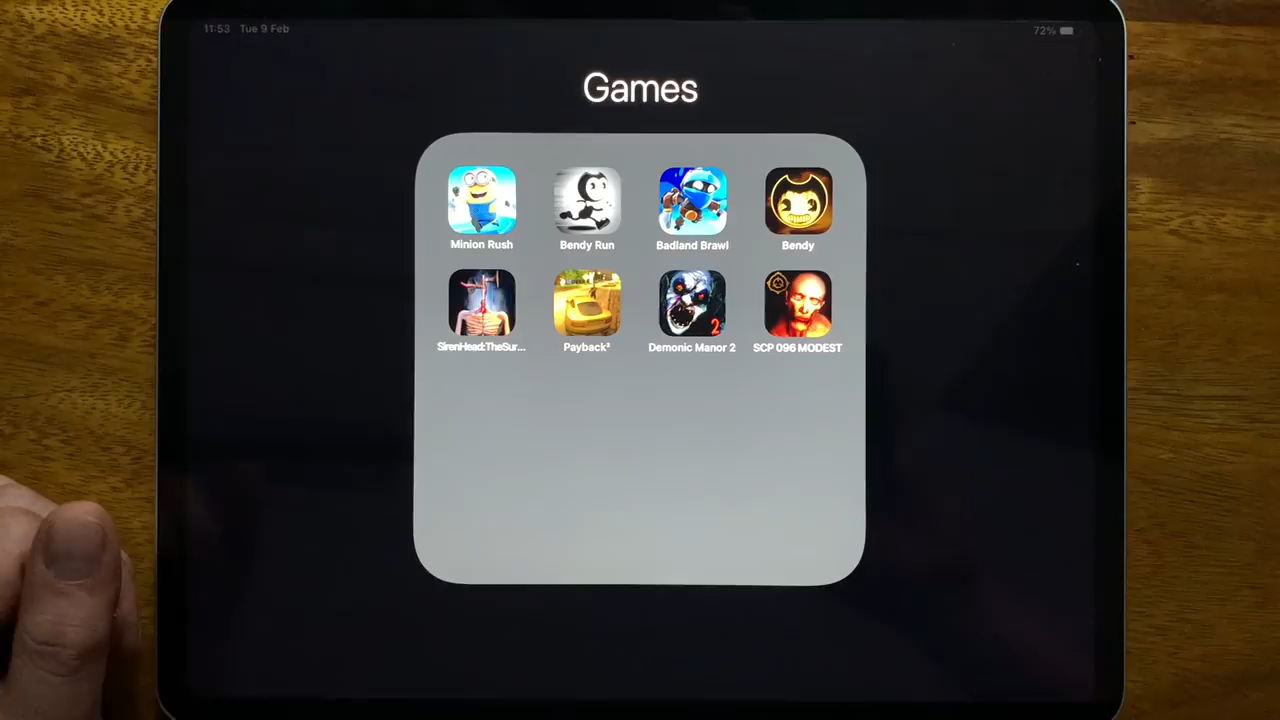 11:53 Tue 9 Feb
72%
Games
Minion Rush
Bendy Run
Badland Brawl
Bendy
SirenHead:TheSur...
Payback²
2
Demonic Manor 2
SCP 096 MODEST